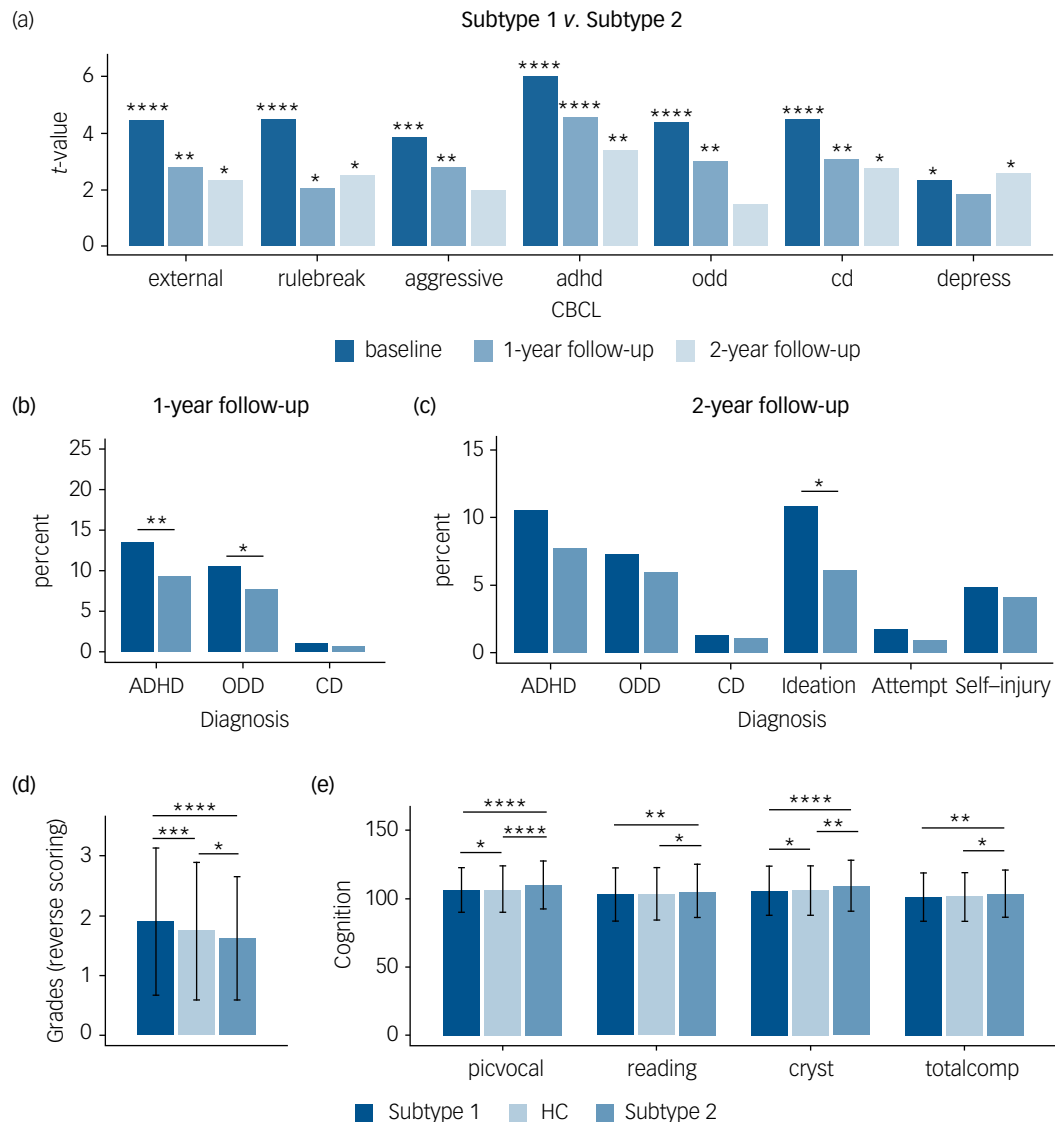 (a)
Subtype 1 v. Subtype 2
t-value
6
4
2
0
**** ** *
**** * *
*** **
**** **** **
**** **
**** ** *
* *
external rulebreak aggressive adhd odd cd depress
CBCL
baseline 1-year follow-up 2-year follow-up
(b) 1-year follow-up
percent
25
20
15
10
5
0
**
*
ADHD ODD CD
Diagnosis
(c) 2-year follow-up
percent
15
10
5
0
*
ADHD ODD CD Ideation Attempt Self–injury
Diagnosis
(d)
Grades (reverse scoring)
3
2
1
0
****
*** *
(e)
Cognition
150
100
50
0
****
* ****
**
*
****
* **
**
*
picvocal reading cryst totalcomp
Subtype 1 HC Subtype 2